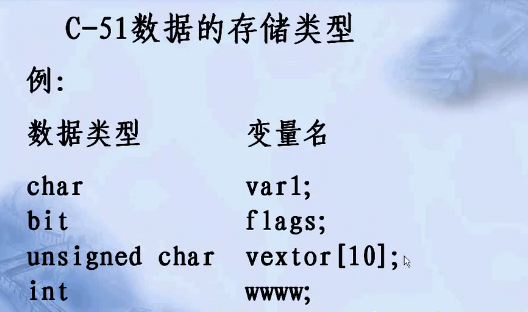 C-51数据的存储类型
例:
数据类型 变量名
char var1;
bit flags;
unsigned char vextor[10];
int wwww;